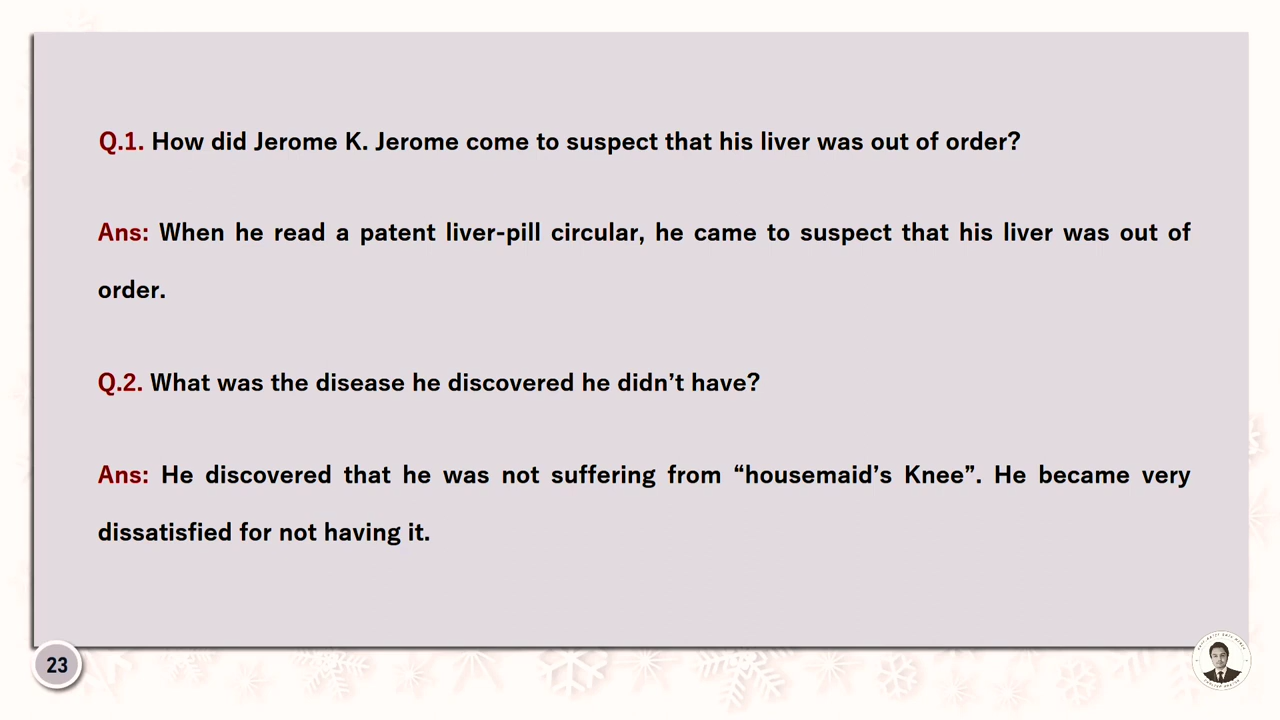 Q.1. How did Jerome K. Jerome come to suspect that his liver was out of order?
Ans: When he read a patent liver-pill circular, he came to suspect that his liver was out of
order.
Q.2. What was the disease he discovered he didn’t have?
Ans: He discovered that he was not suffering from “housemaid’s Knee”. He became very
dissatisfied for not having it.
23